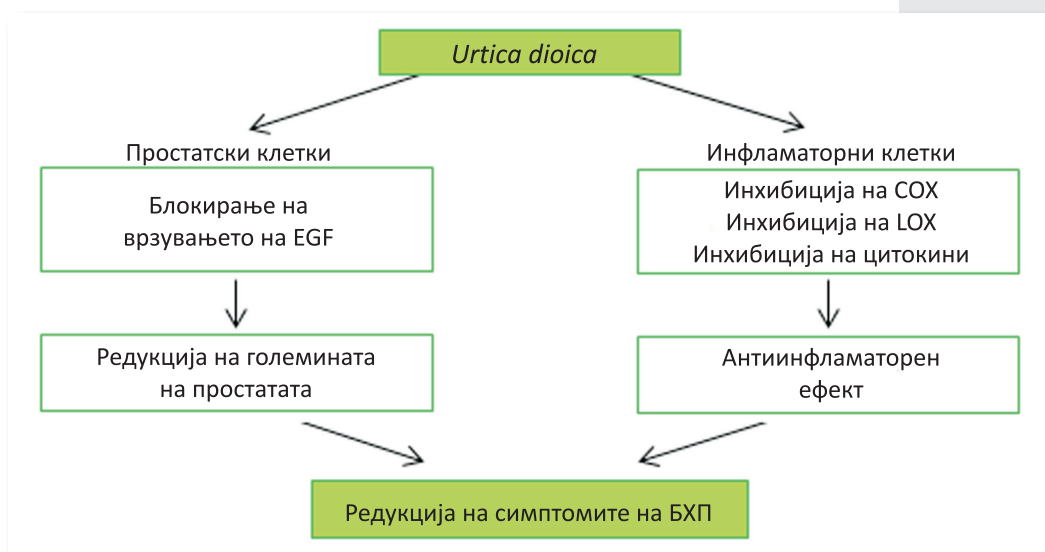 Urtica dioica
Простатски клетки
Блокирање на
врзувањето на EGF
Редукција на големината
на простатата
Инфламаторни клетки
Инхибиција на COX
Инхибиција на LOX
Инхибиција на цитокини
Антиинфламаторен
ефект
Редукција на симптомите на БХП